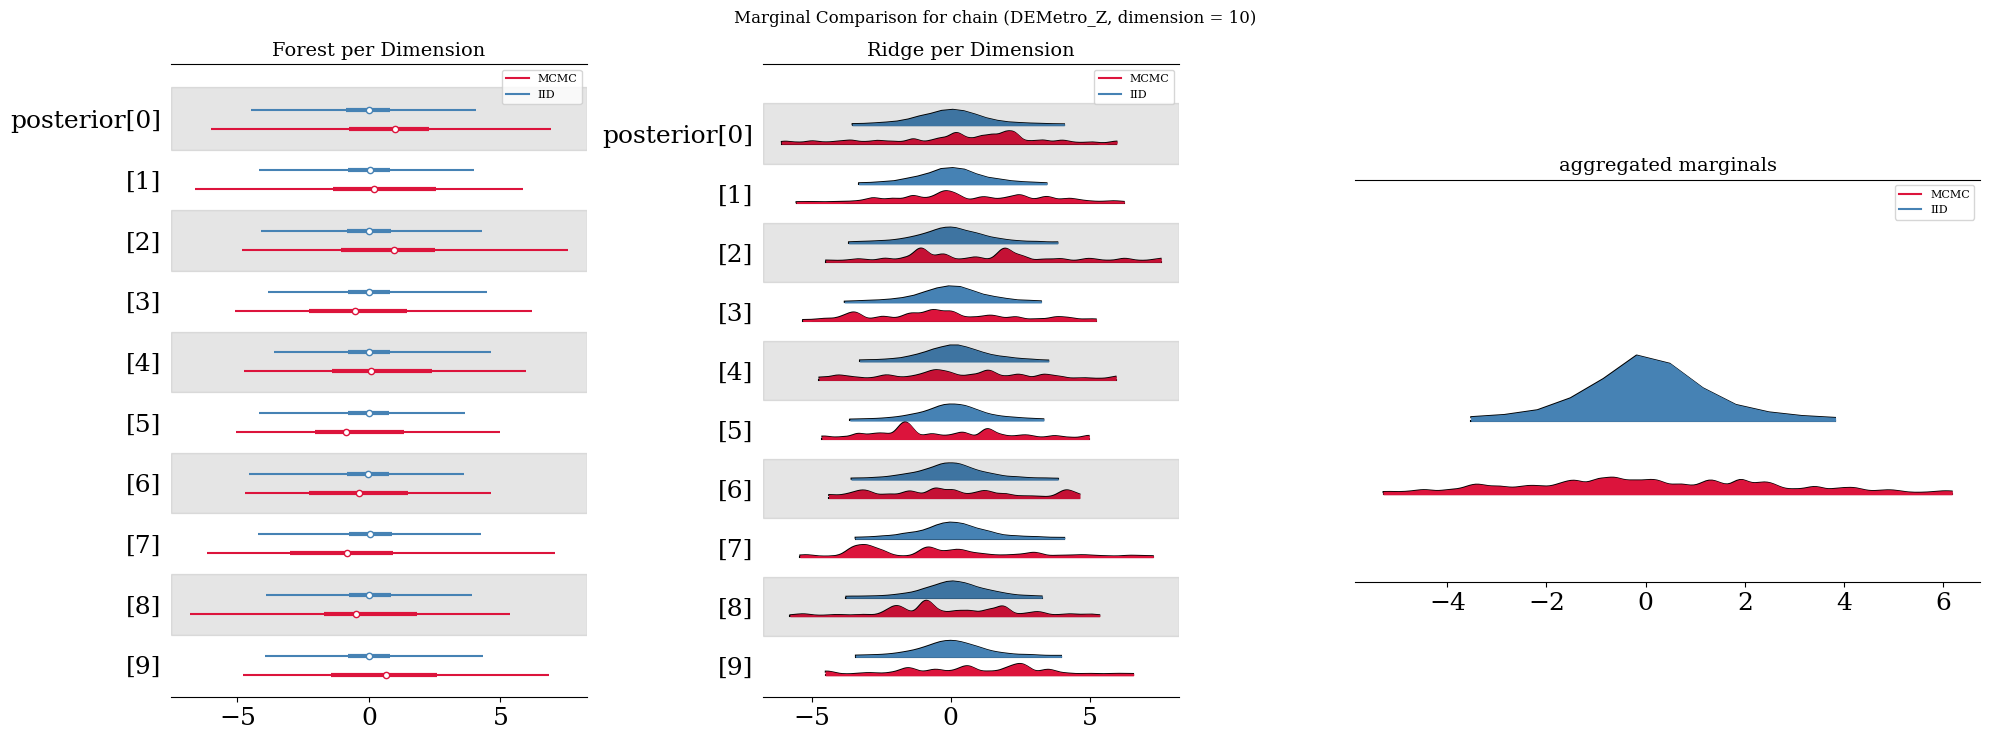 Marginal Comparison for chain (DEMetro_Z, dimension = 10)
Forest per Dimension
MCMC
IID
posterior[0]
[1]
[2]
[3]
[4]
[5]
[6]
[7]
[8]
[9]
−5 0 5
Ridge per Dimension
MCMC
IID
posterior[0]
[1]
[2]
[3]
[4]
[5]
[6]
[7]
[8]
[9]
−5 0 5
aggregated marginals
MCMC
IID
−4 −2 0 2 4 6